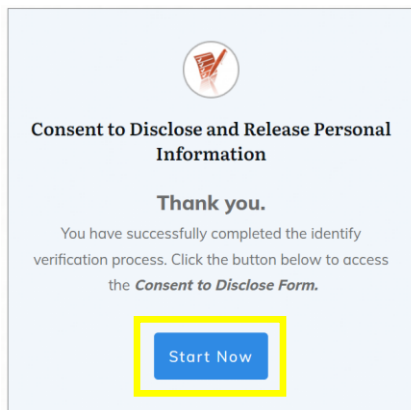 Consent to Disclose and Release Personal
Information
Thank you.
You have successfully completed the identify
verification process. Click the button below to access
the Consent to Disclose Form.
Start Now